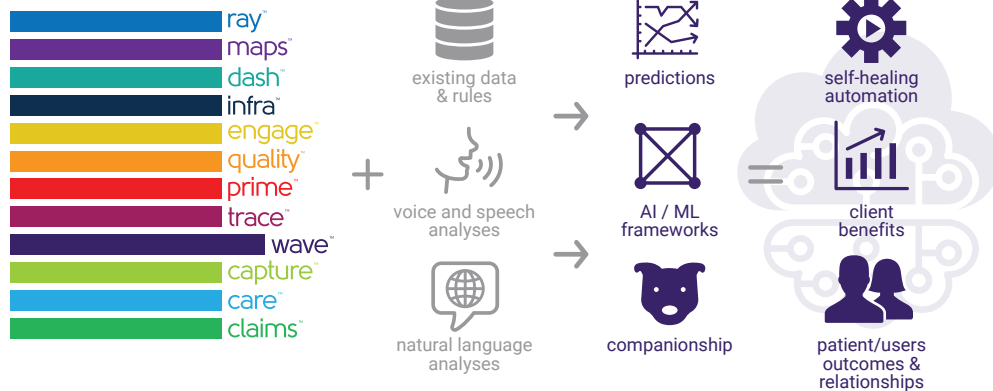 ray™
maps™
dash™
infra™
engage™
quality™
prime™
trace™
wave™
capture™
care™
claims™
+
existing data
& rules
voice and speech
analyses
natural language
analyses
predictions
AI / ML
frameworks
companionship
=
self-healing
automation
client
benefits
patient/users
outcomes &
relationships